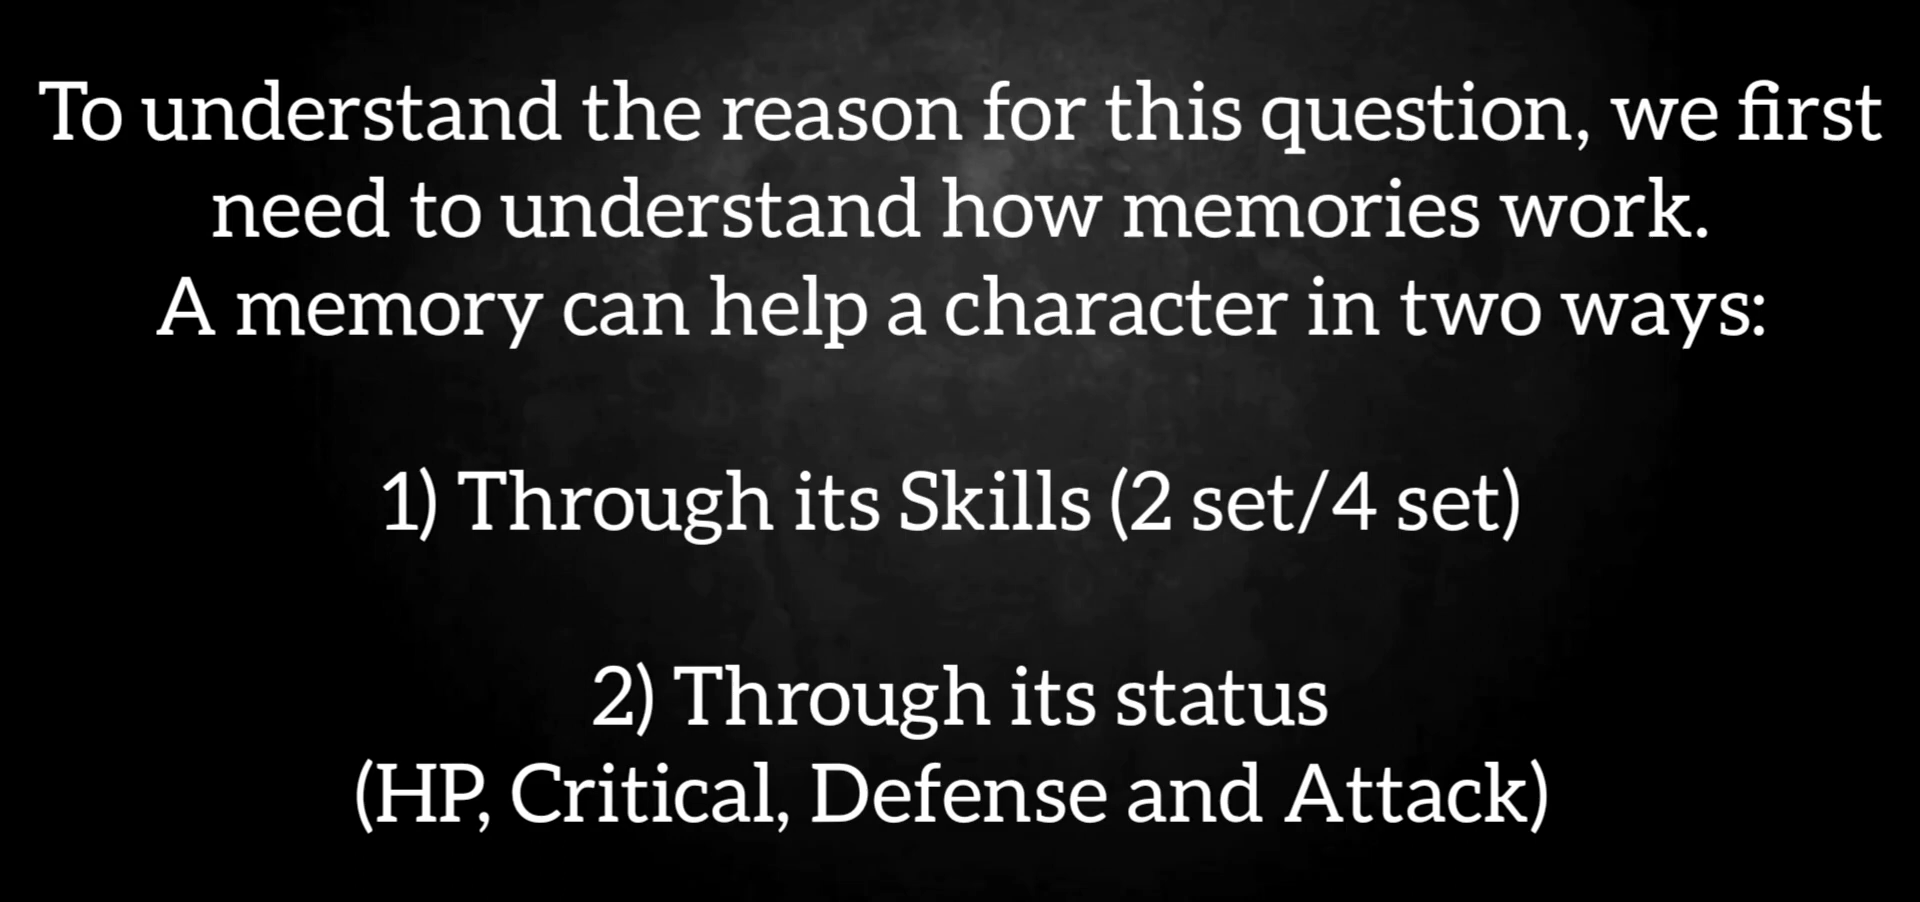 To understand the reason for this question, we first
need to understand how memories work.
A memory can help a character in two ways:
1) Through its Skills (2 set/4 set)
2) Through its status
(HP, Critical, Defense and Attack)